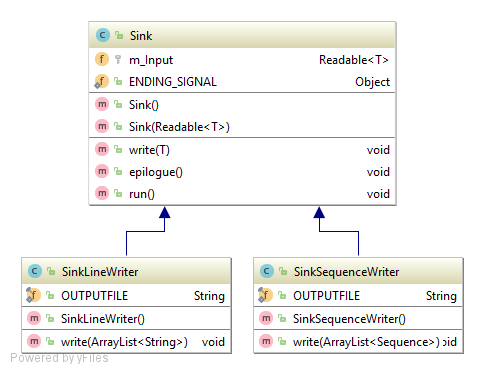 Sink
m_Input Readable<T>
ENDING_SIGNAL Object
Sink()
Sink(Readable<T>)
write(T) void
epilogue() void
run() void
SinkLineWriter
OUTPUTFILE String
SinkLineWriter()
write(ArrayList<String>) void
SinkSequenceWriter
OUTPUTFILE String
SinkSequenceWriter()
write(ArrayList<Sequence>) oid
Powered by yFiles